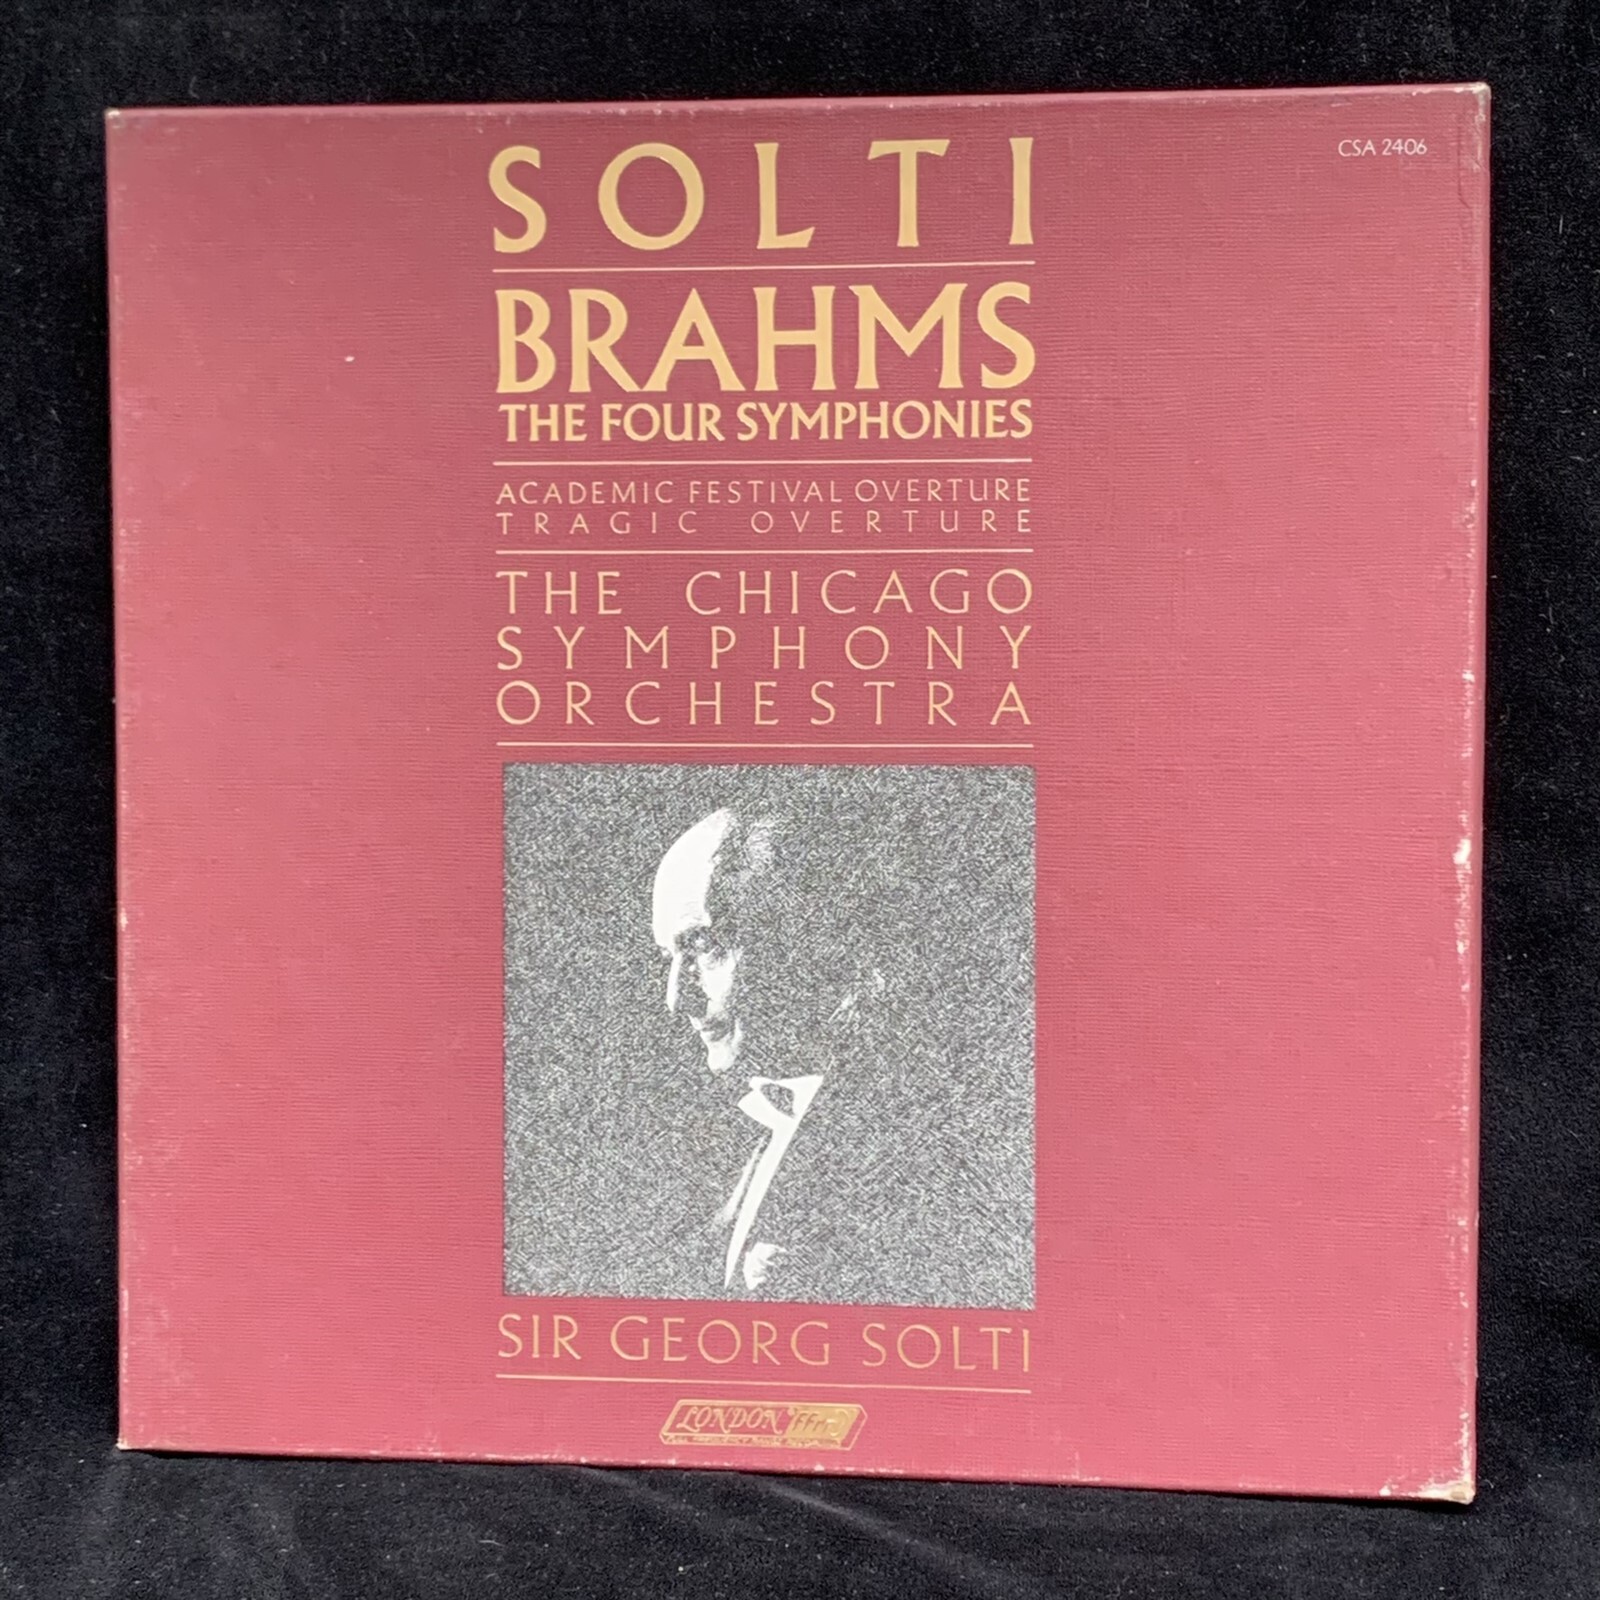 CSA 2406
SOLTI
BRAHMS
THE FOUR SYMPHONIES
ACADEMIC FESTIVAL OVERTURE
TRAGIC OVERTURE
THE CHICAGO
SYMPHONY
ORCHESTRA
SIR GEORG SOLTI
LONDON ffrr